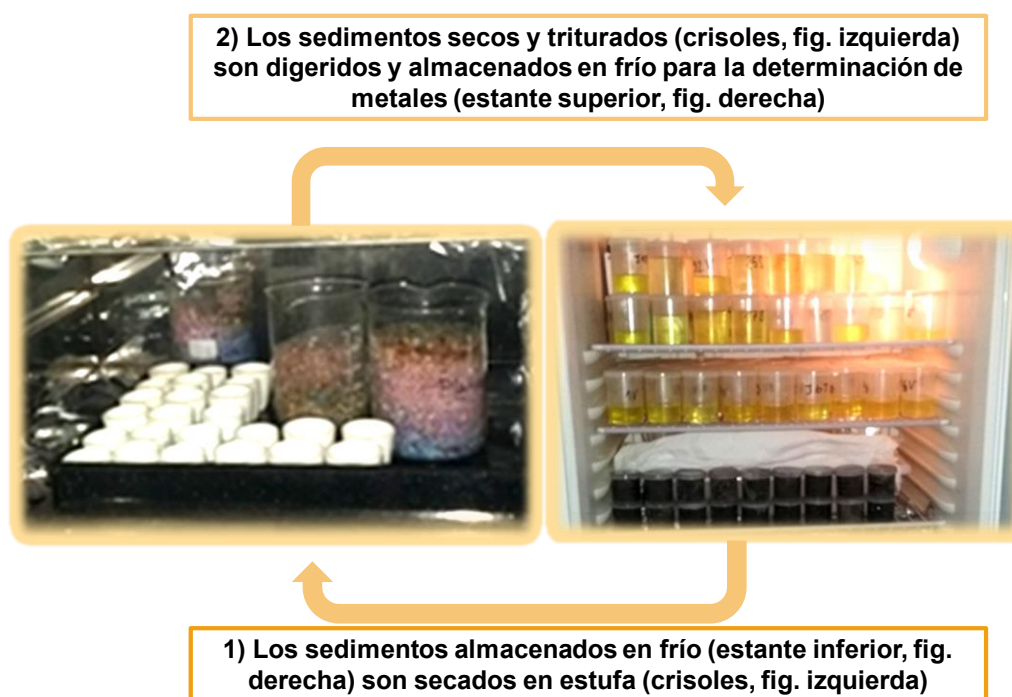 2) Los sedimentos secos y triturados (crisoles, fig. izquierda)
son digeridos y almacenados en frío para la determinación de
metales (estante superior, fig. derecha)
1) Los sedimentos almacenados en frío (estante inferior, fig.
derecha) son secados en estufa (crisoles, fig. izquierda)